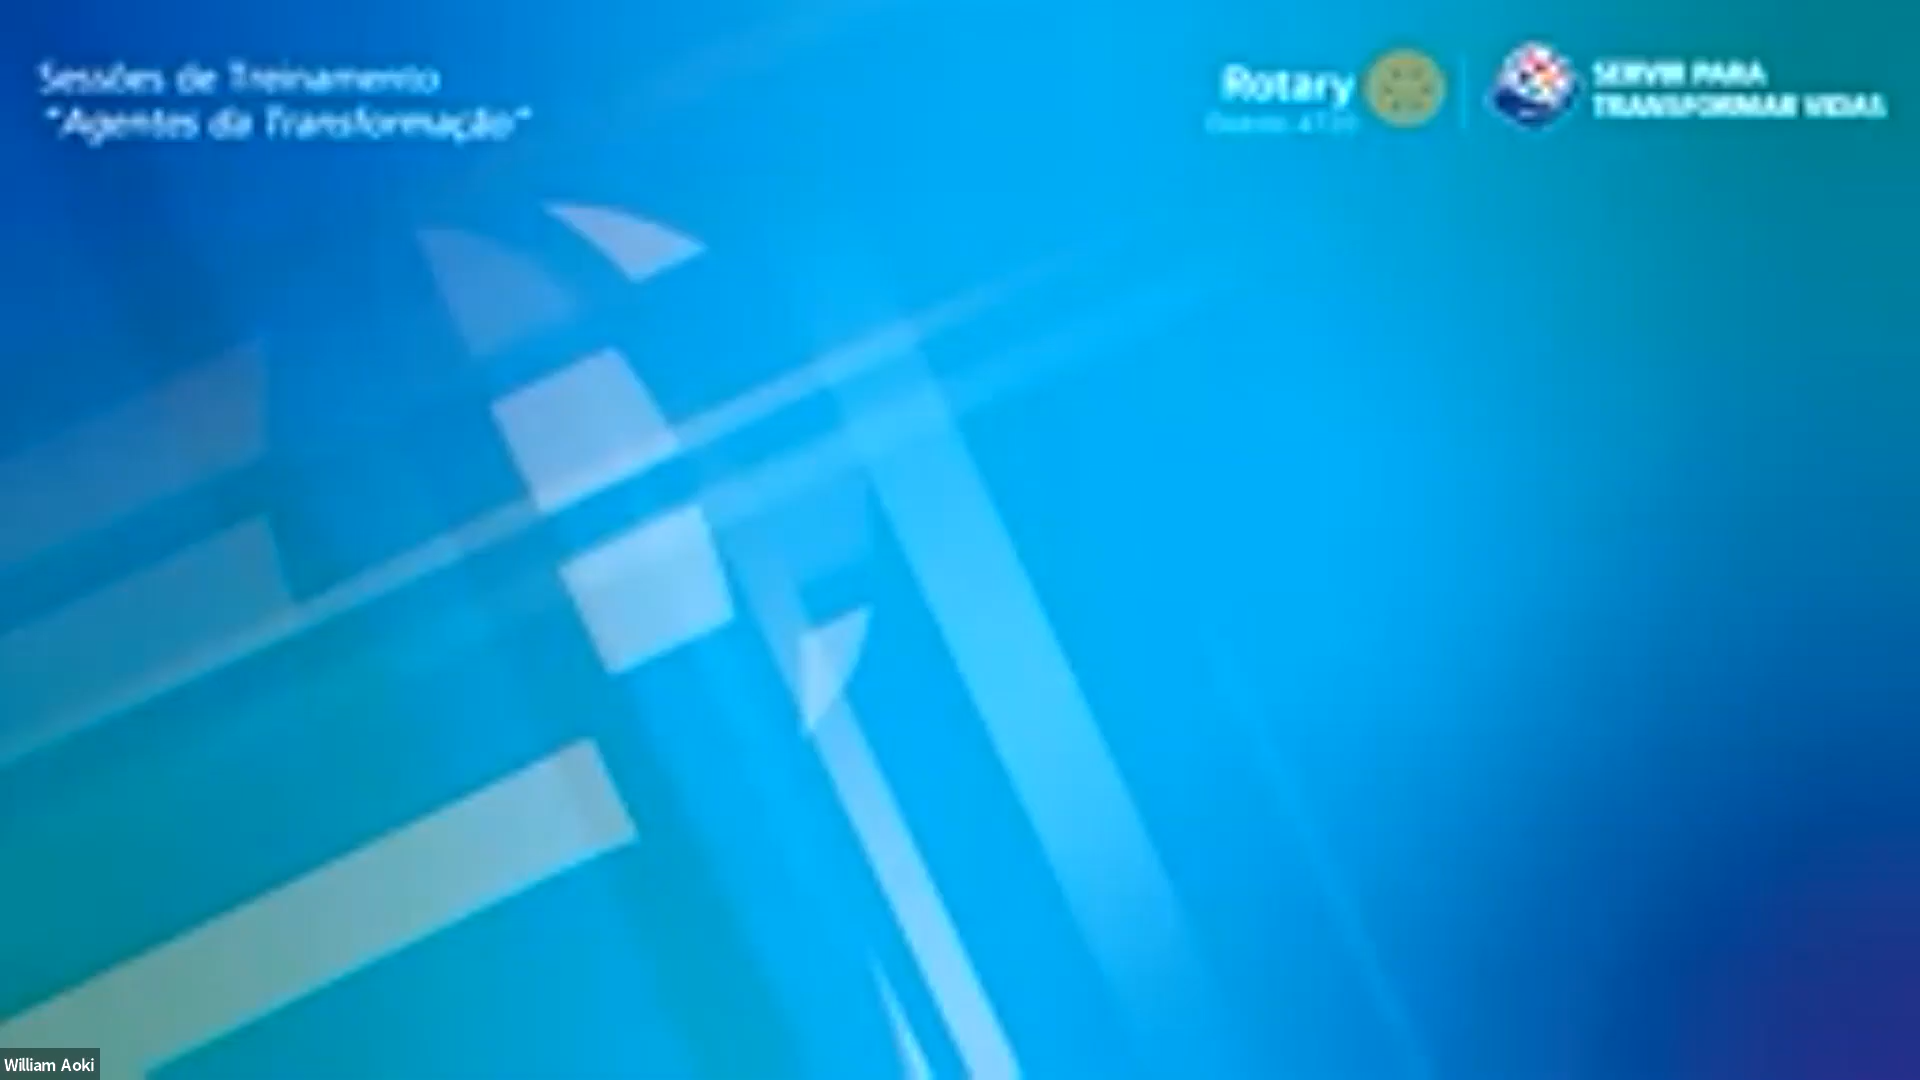 Sessões de Treinamento
"Agentes da Transformação"
Rotary
SERVIR PARA
TRANSFORMAR VIDAS
William Aoki